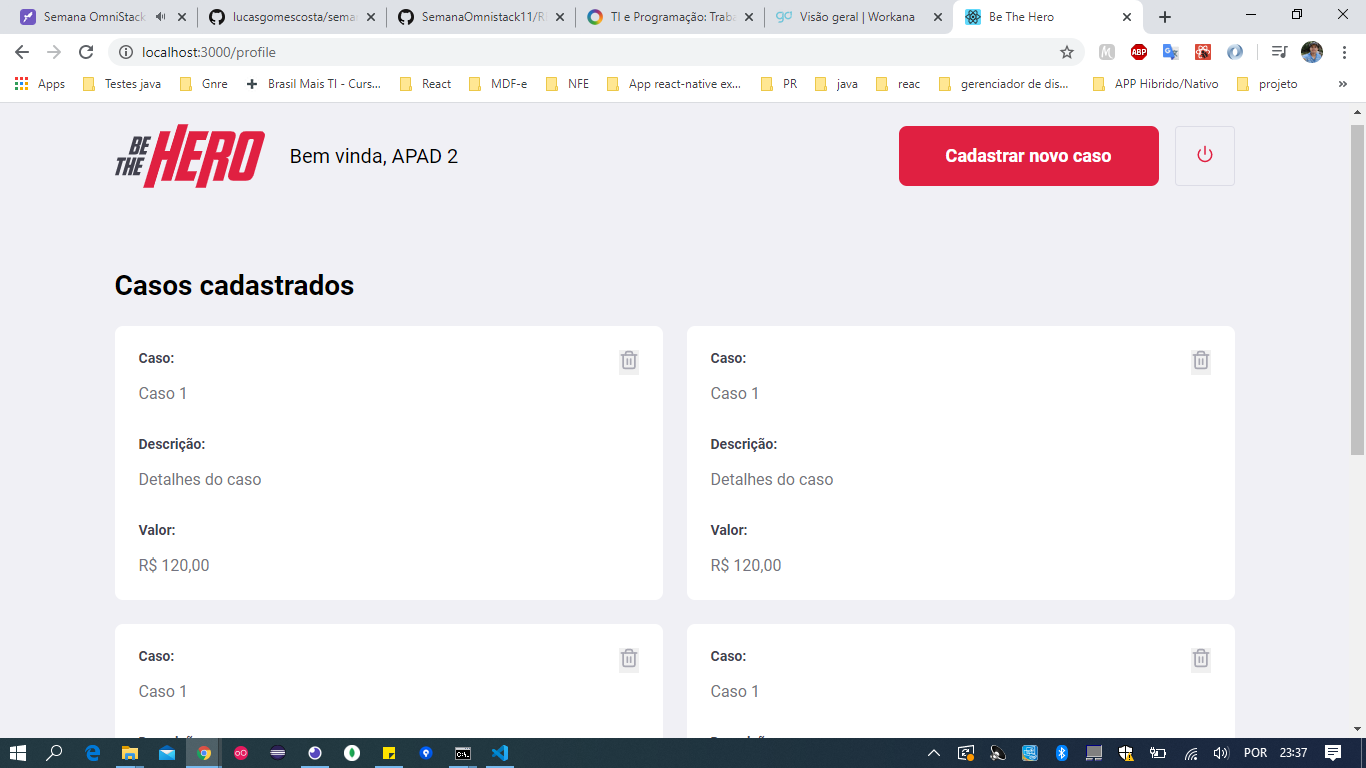 Semana OmniStack
lucasgomescosta/sema
SemanaOmnistack11/R
TI e Programação: Trab
Visão geral | Workana
Be The Hero
localhost:3000/profile
Apps
Testes java
Gnre
Brasil Mais TI - Curs...
React
MDF-e
NFE
App react-native ex...
PR
java
reac
gerenciador de dis...
APP Hibrido/Nativo
projeto
»
BE THE HERO
Bem vinda, APAD 2
Cadastrar novo caso
Casos cadastrados
Caso:
Caso 1
Descrição:
Detalhes do caso
Valor:
R$ 120,00
Caso:
Caso 1
Descrição:
Detalhes do caso
Valor:
R$ 120,00
Caso:
Caso 1
Caso:
Caso 1
POR
23:37